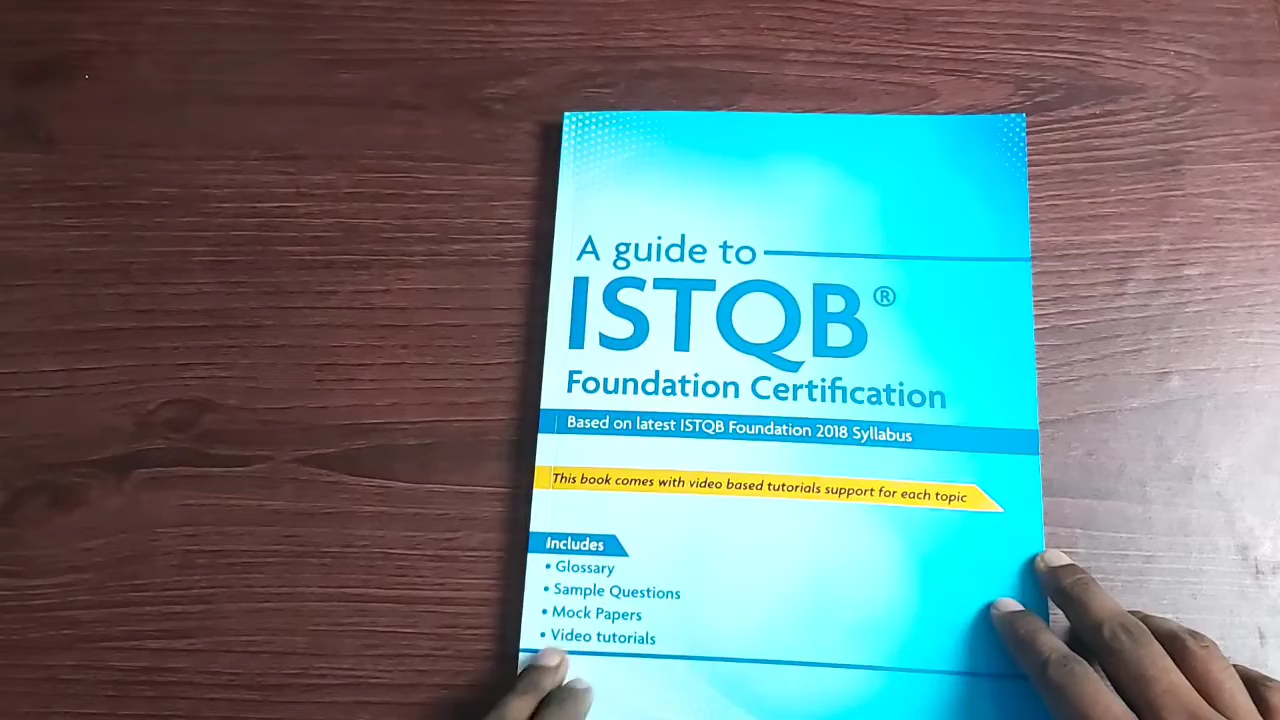 A guide to
ISTQB®
Foundation Certification
Based on latest ISTQB Foundation 2018 Syllabus
This book comes with video based tutorials support for each topic
Includes
• Glossary
• Sample Questions
• Mock Papers
• Video tutorials